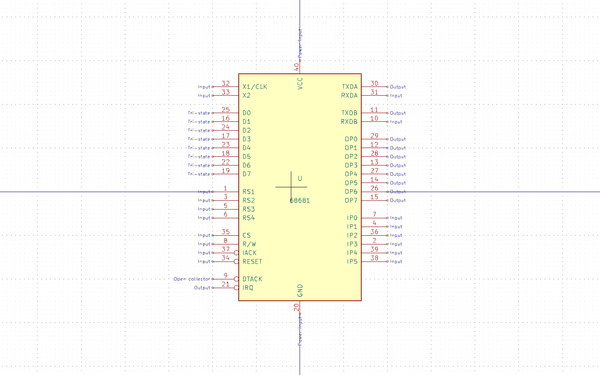 Power input
40
VCC
Input 32 X1/CLK
Input 33 X2
Tri-state 25 D0
Tri-state 16 D1
Tri-state 24 D2
Tri-state 17 D3
Tri-state 23 D4
Tri-state 18 D5
Tri-state 22 D6
Tri-state 19 D7
Input 1 RS1
Input 3 RS2
Input 5 RS3
Input 6 RS4
Input 35 CS
Input 8 R/W
Input 37 IACK
Input 34 RESET
Open collector 9 DTACK
Output 21 IRQ
U
68681
TXDA 30 Output
RXDA 31 Input
TXDB 11 Output
RXDB 10 Input
OP0 29 Output
OP1 12 Output
OP2 28 Output
OP3 13 Output
OP4 27 Output
OP5 14 Output
OP6 26 Output
OP7 15 Output
IP0 7 Input
IP1 4 Input
IP2 36 Input
IP3 2 Input
IP4 39 Input
IP5 38 Input
GND
20
Power input